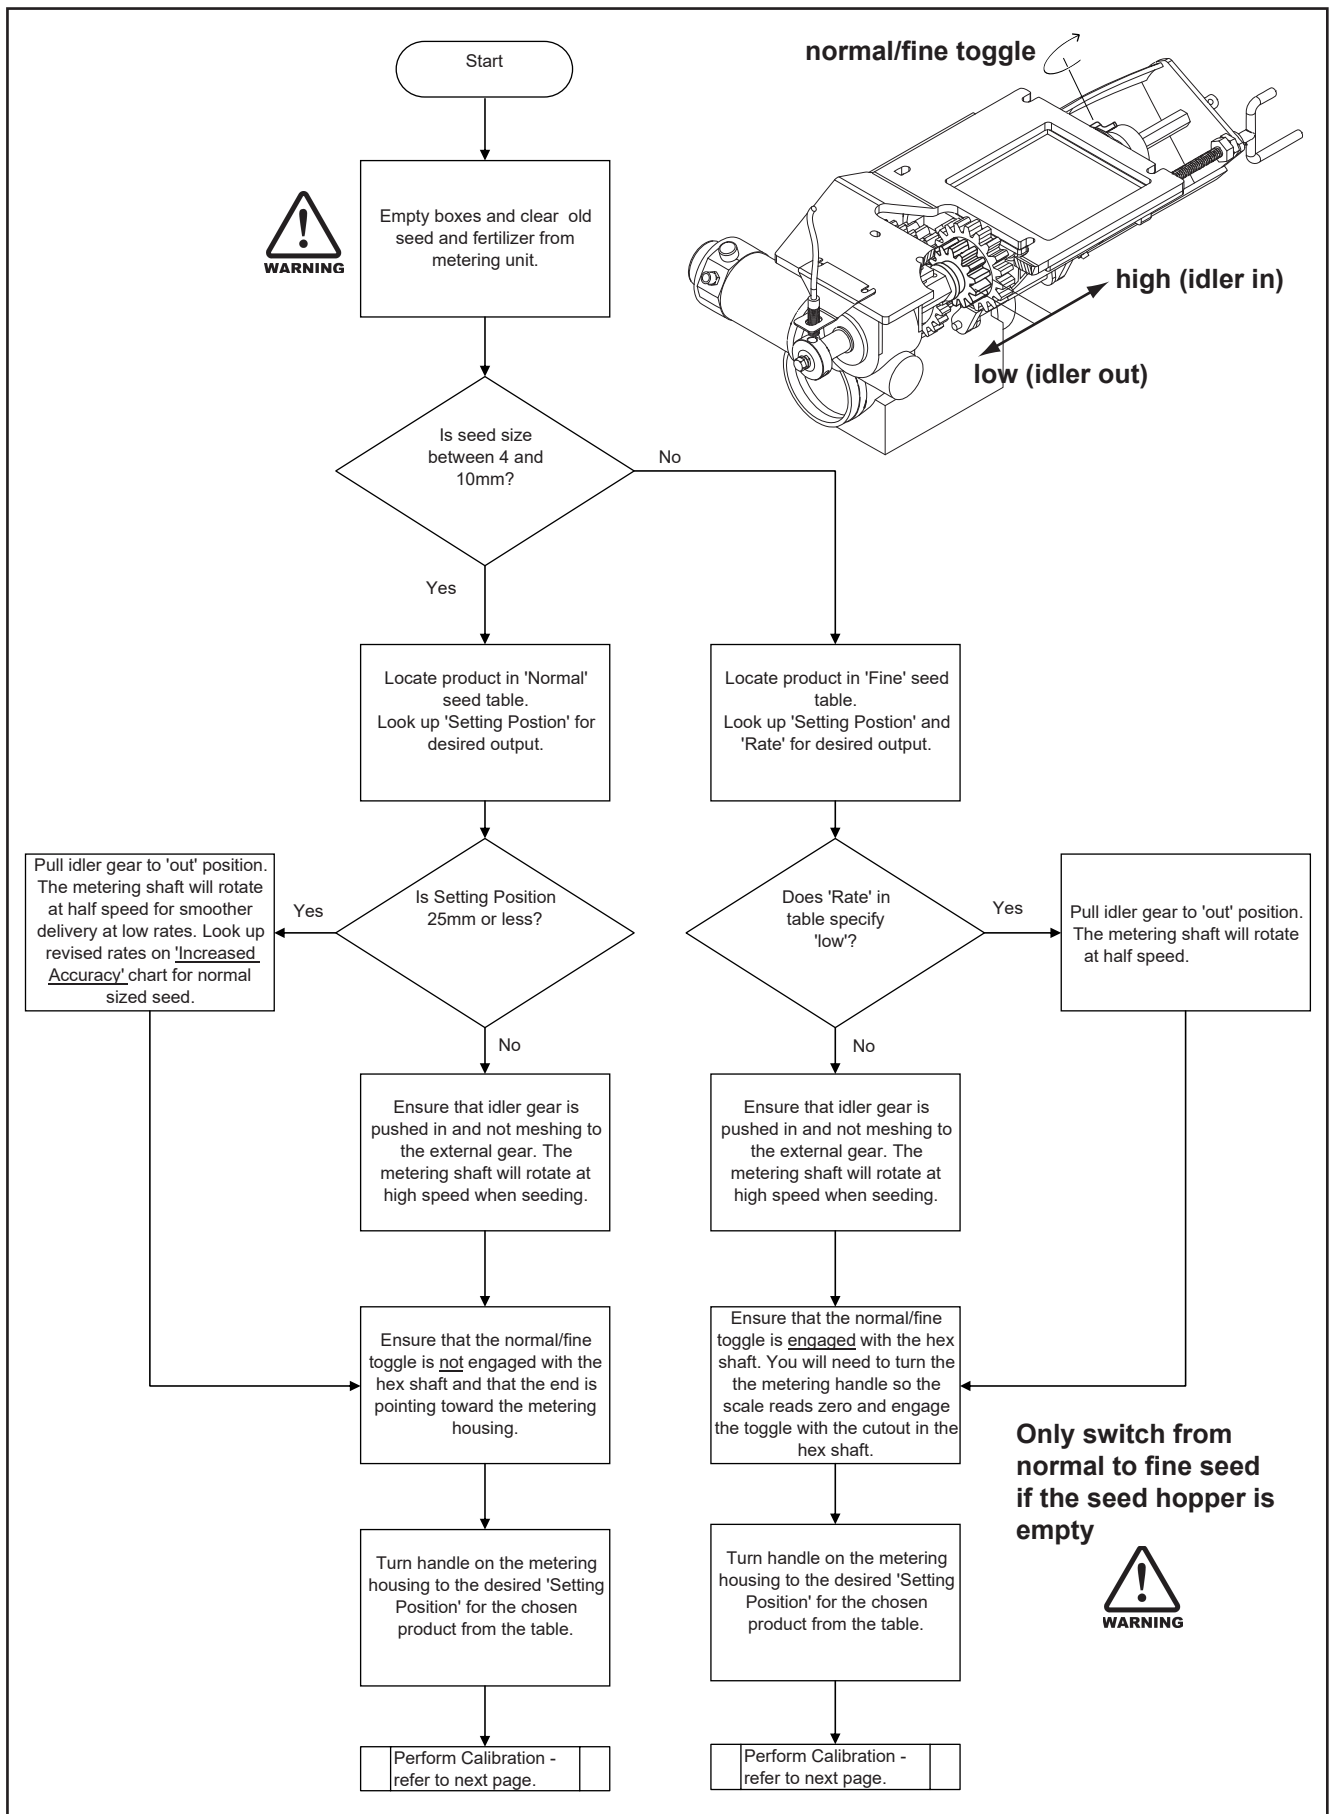 Start
normal/fine toggle
WARNING
Empty boxes and clear  old
seed and fertilizer from
metering unit.
high (idler in)
low (idler out)
Is seed size
between 4 and
10mm?
No
Yes
Locate product in 'Normal'
seed table.
Look up 'Setting Postion' for
desired output.
Locate product in 'Fine' seed
table.
Look up 'Setting Postion' and
'Rate' for desired output.
Pull idler gear to 'out' position.
The metering shaft will rotate
at half speed for smoother
delivery at low rates. Look up
revised rates on 'Increased
Accuracy' chart for normal
sized seed.
Yes
Is Setting Position
25mm or less?
No
Does 'Rate' in
table specify
'low'?
Yes
No
Pull idler gear to 'out' position.
The metering shaft will rotate
at half speed.
Ensure that idler gear is
pushed in and not meshing to
the external gear. The
metering shaft will rotate at
high speed when seeding.
Ensure that idler gear is
pushed in and not meshing to
the external gear. The
metering shaft will rotate at
high speed when seeding.
Ensure that the normal/fine
toggle is not engaged with the
hex shaft and that the end is
pointing toward the metering
housing.
Ensure that the normal/fine
toggle is engaged with the hex
shaft. You will need to turn the
the metering handle so the
scale reads zero and engage
the toggle with the cutout in the
hex shaft.
Only switch from
normal to fine seed
if the seed hopper is
empty
WARNING
Turn handle on the metering
housing to the desired 'Setting
Position' for the chosen
product from the table.
Turn handle on the metering
housing to the desired 'Setting
Position' for the chosen
product from the table.
Perform Calibration -
refer to next page.
Perform Calibration -
refer to next page.